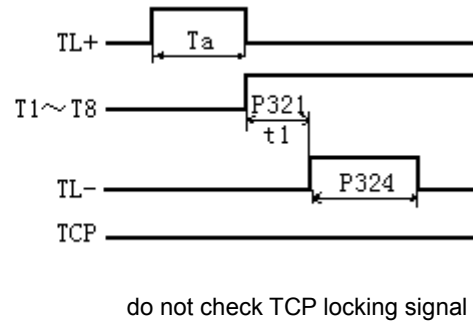 TL+ Ta
T1～T8 P321
t1
TL− P324
TCP
do not check TCP locking signal